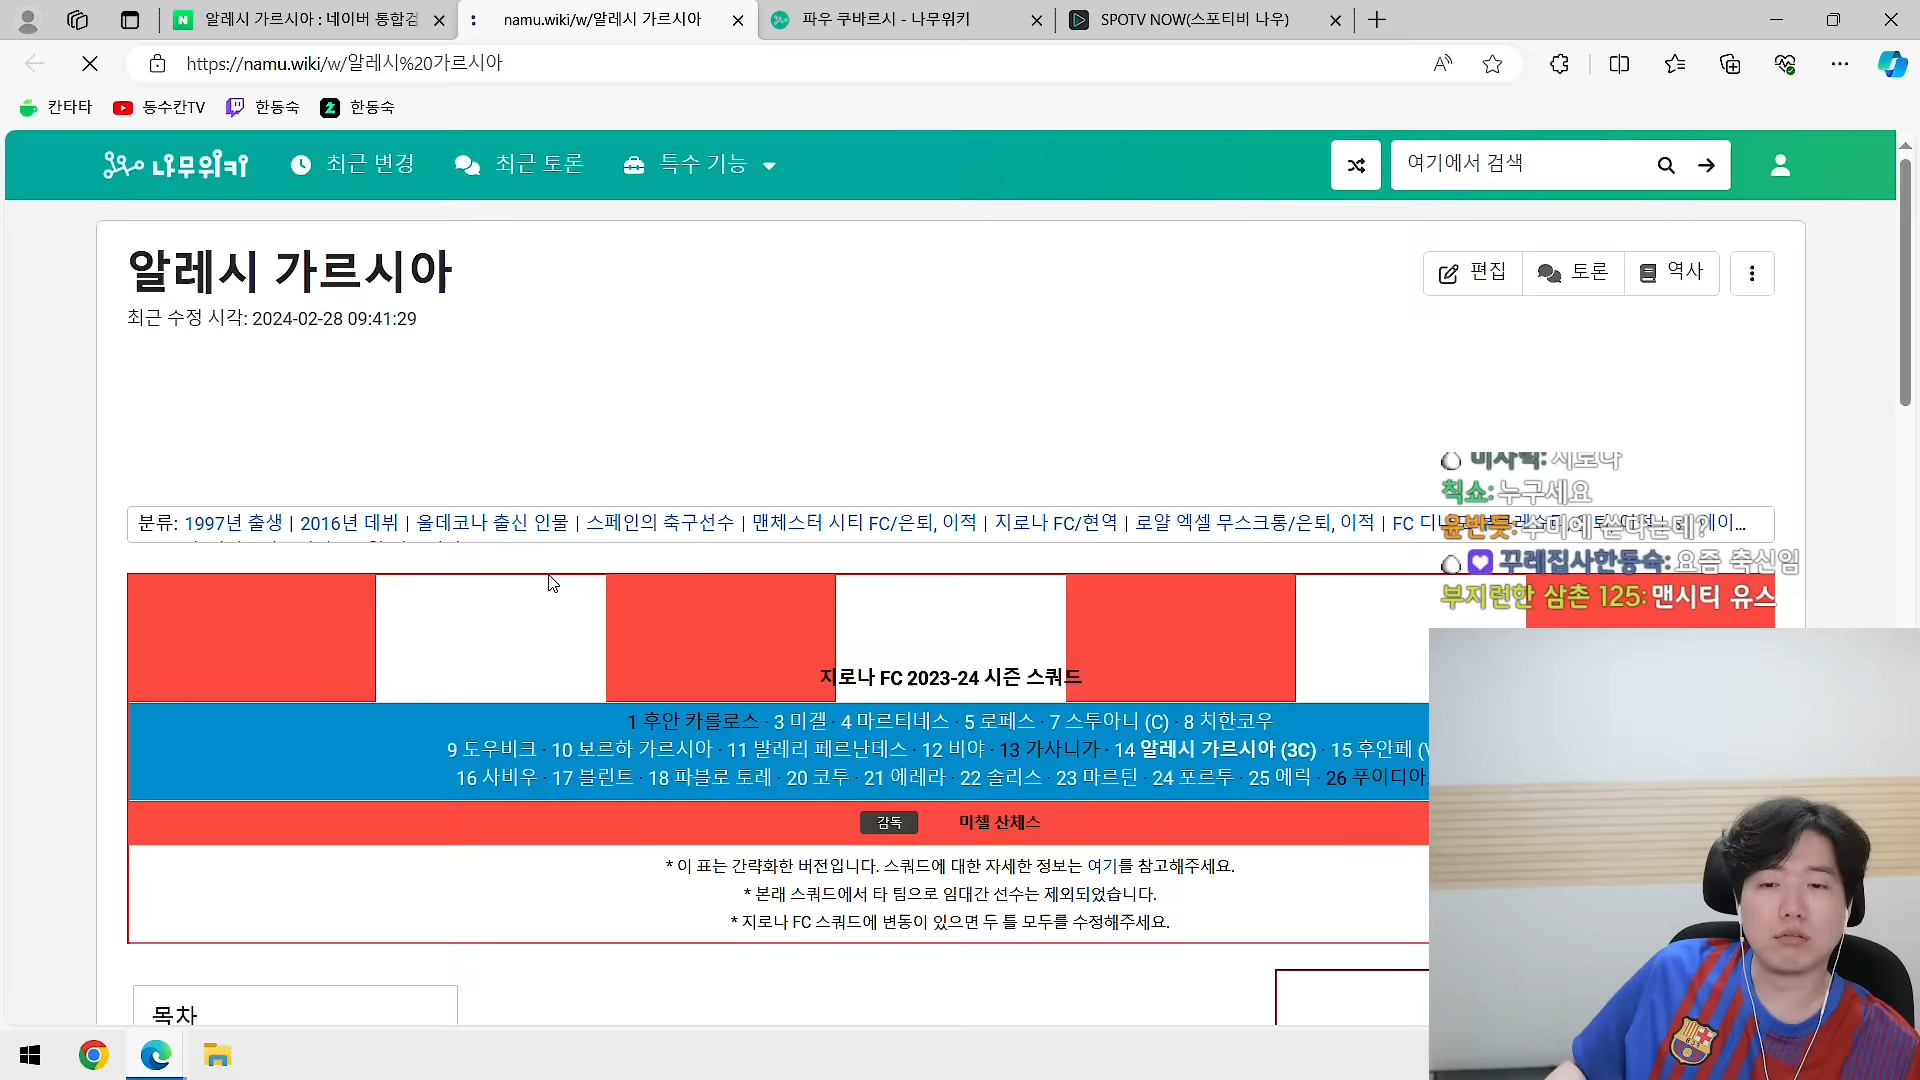 알레시 가르시아 : 네이버 통합검
namu.wiki/w/알레시 가르시아
파우 쿠바르시 - 나무위키
SPOTV NOW(스포티비 나우)
https://namu.wiki/w/알레시%20가르시아
칸타타
동수칸TV
한동숙
한동숙
나무위키
최근 변경
최근 토론
특수 기능
여기에서 검색
알레시 가르시아
편집
토론
역사
최근 수정 시각: 2024-02-28 09:41:29
미사럭: 지로나
칙쇼: 누구세요
분류: 1997년 출생 | 2016년 데뷔 | 울데코나 출신 인물 | 스페인의 축구선수 | 맨체스터 시티 FC/은퇴, 이적 | 지로나 FC/현역 | 로얄 엑셀 무스크롱/은퇴, 이적 | FC
꾸레집사한동숙: 요즘 축신임
부지런한 삼촌 125: 맨시티 유스
지로나 FC 2023-24 시즌 스쿼드
1 후안 카를로스 · 3 미겔 · 4 마르티네스 · 5 로페스 · 7 스투아니 (C) · 8 치한코우
9 도우비크 · 10 보르하 가르시아 · 11 발레리 페르난데스 · 12 비야 · 13 가사니가 · 14 알레시 가르시아 (3C) · 15 후안페 (V
16 사비우 · 17 블린트 · 18 파블로 토레 · 20 코투 · 21 에레라 · 22 솔리스 · 23 마르틴 · 24 포르투 · 25 에릭 · 26 푸이디아
감독 미첼 산체스
* 이 표는 간략화한 버전입니다. 스쿼드에 대한 자세한 정보는 여기를 참고해주세요.
* 본래 스쿼드에서 타 팀으로 임대간 선수는 제외되었습니다.
* 지로나 FC 스쿼드에 변동이 있으면 두 틀 모두를 수정해주세요.
목차